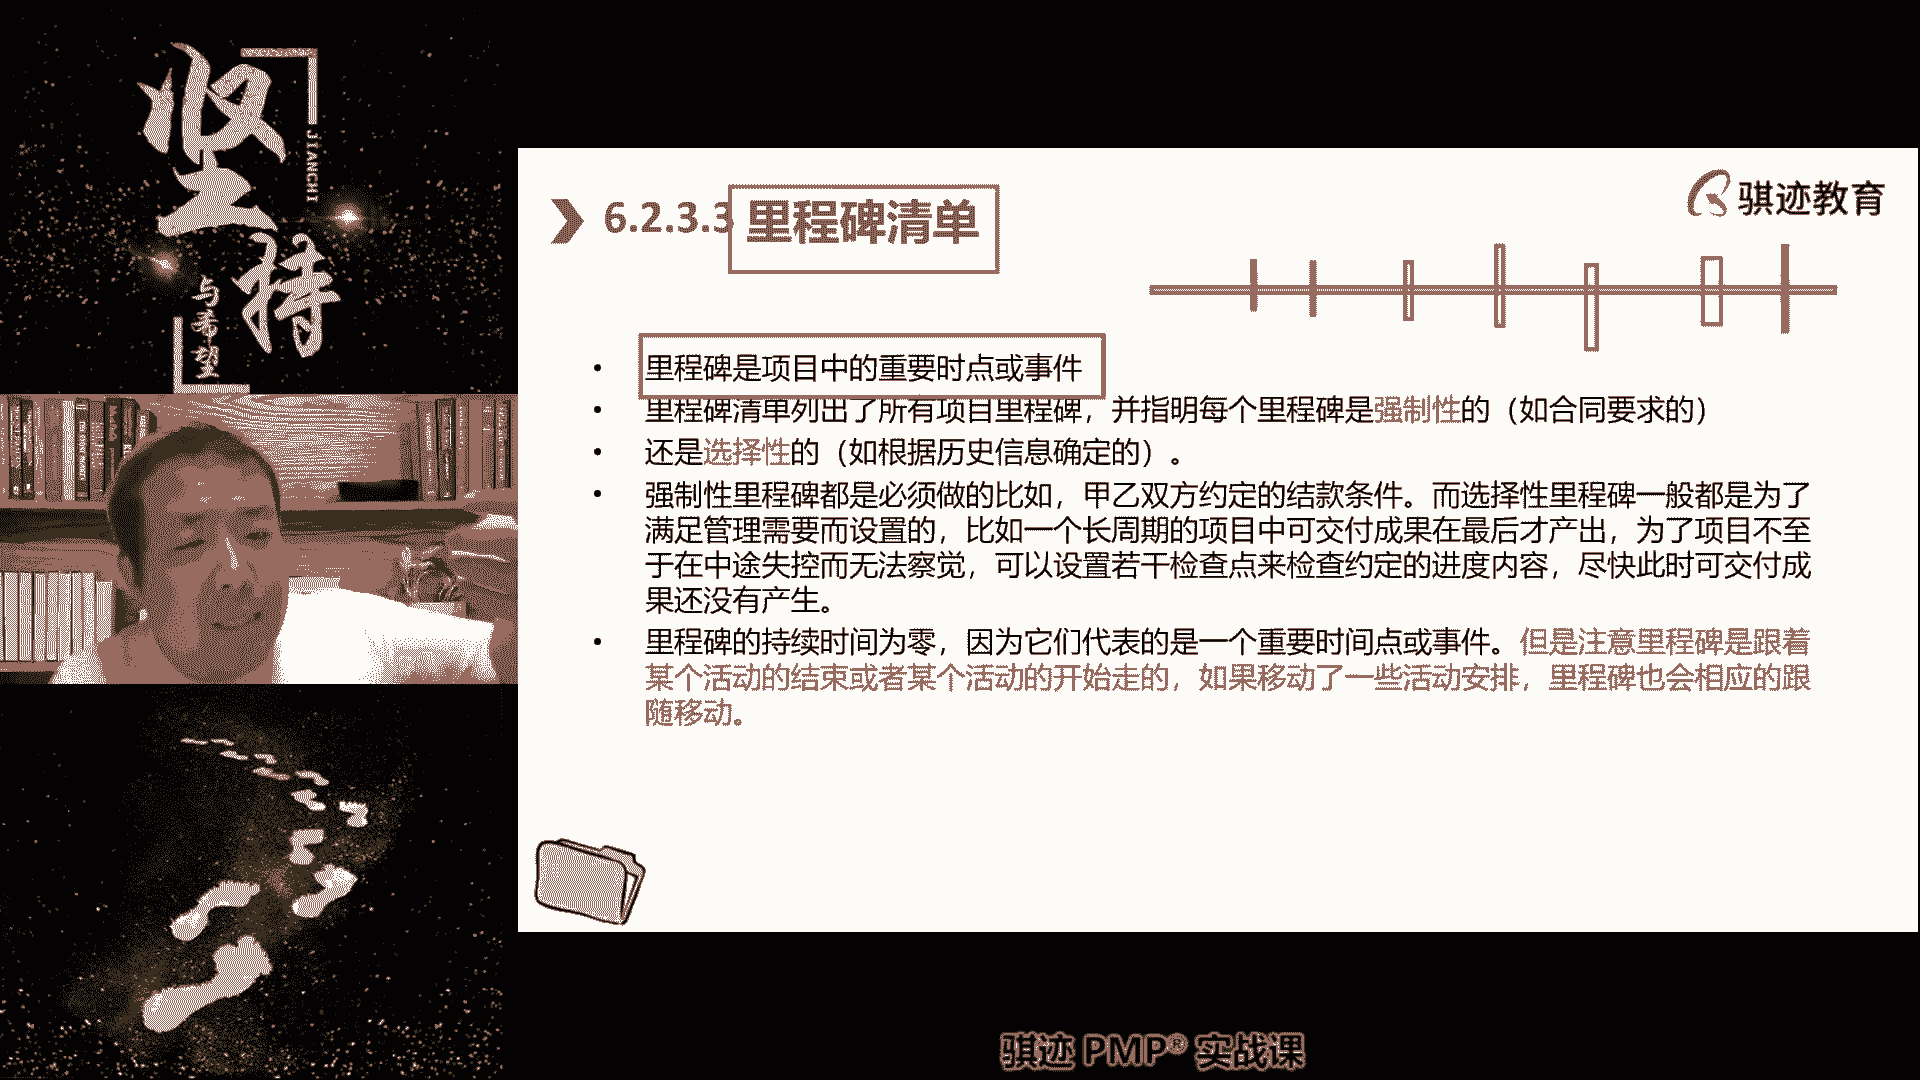 坚持
JIANCHI
与希望
6.2.3.3 里程碑清单
骐迹教育
• 里程碑是项目中的重要时点或事件
• 里程碑清单列出了所有项目里程碑，并指明每个里程碑是强制性的（如合同要求的）
• 还是选择性的（如根据历史信息确定的）。
• 强制性里程碑都是必须做的比如，甲乙双方约定的结款条件。而选择性里程碑一般都是为了
满足管理需要而设置的，比如一个长周期的项目中可交付成果在最后才产出，为了项目不至
于在中途失控而无法察觉，可以设置若干检查点来检查约定的进度内容，尽快此时可交付成
果还没有产生。
• 里程碑的持续时间为零，因为它们代表的是一个重要时间点或事件。但是注意里程碑是跟着
某个活动的结束或者某个活动的开始走的，如果移动了一些活动安排，里程碑也会相应的跟
随移动。
骐迹 PMP® 实战课